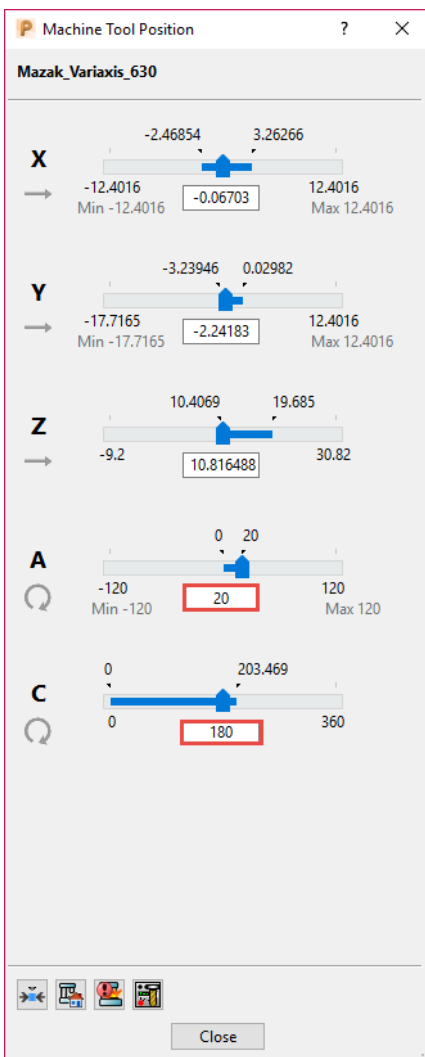 Machine Tool Position ?
Mazak_Variaxis_630
-2.46854 3.26266
X
-12.4016 -0.06703 12.4016
Min -12.4016 Max 12.4016
-3.23946 0.02982
Y
-17.7165 -2.24183 12.4016
Min -17.7165 Max 12.4016
10.4069 19.685
Z
-9.2 10.816488 30.82
0 20
A
-120 20 120
Min -120 Max 120
0 203.469
C
0 180 360
Close